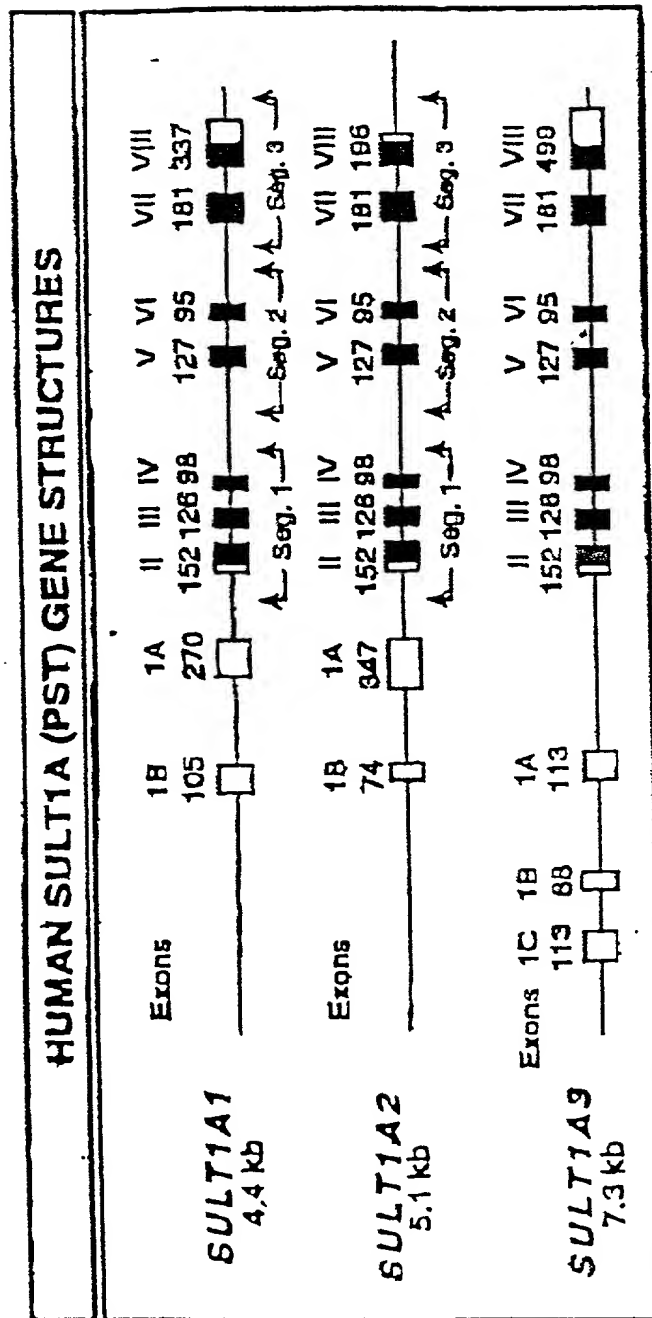 HUMAN SULT1A (PST) GENE STRUCTURES
Exons 1B 1A II III IV V VI VII VIII
105 270 152 126 98 127 95 181 337
SULT1A1
4,4 kb
Seg. 1 Seg. 2 Seg. 3
Exons 1B 1A II III IV V VI VII VIII
74 347 152 126 98 127 95 181 196
SULT1A2
5.1 kb
Seg. 1 Seg. 2 Seg. 3
Exons 1C 1B 1A II III IV V VI VII VIII
113 88 113 152 126 98 127 95 181 499
SULT1A3
7.3 kb